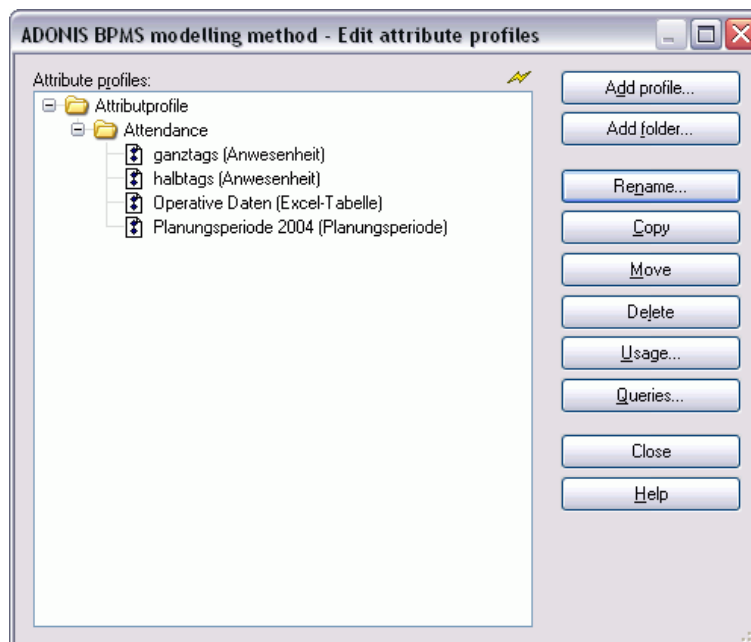 ADONIS BPMS modelling method - Edit attribute profiles
Attribute profiles:
Attributprofile
Attendance
ganztags (Anwesenheit)
halbtags (Anwesenheit)
Operative Daten (Excel-Tabelle)
Planungsperiode 2004 (Planungsperiode)
Add profile...
Add folder...
Rename...
Copy
Move
Delete
Usage...
Queries...
Close
Help